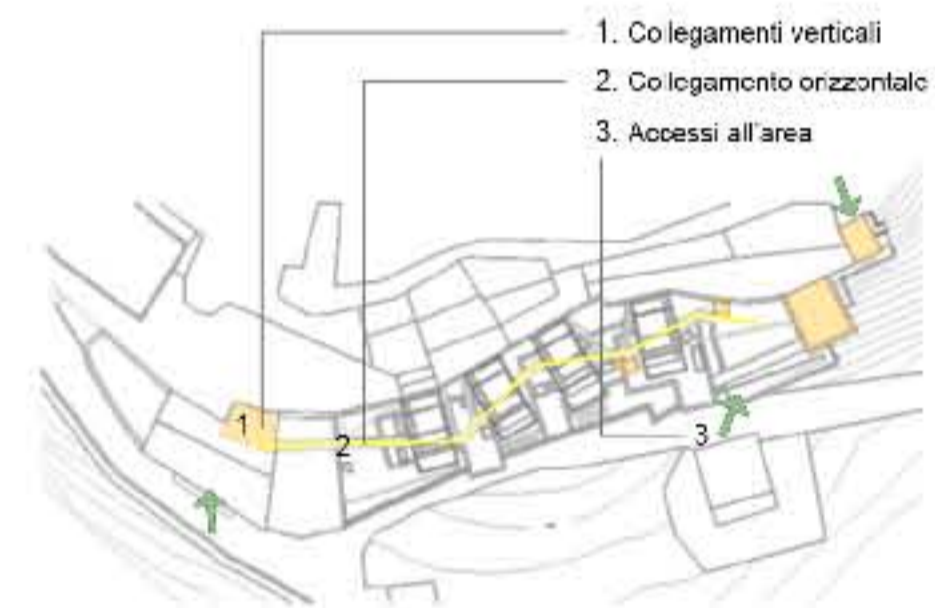 1. Collegamenti verticali
2. Collegamento orizzontale
3. Accessi all'area
1
2
3